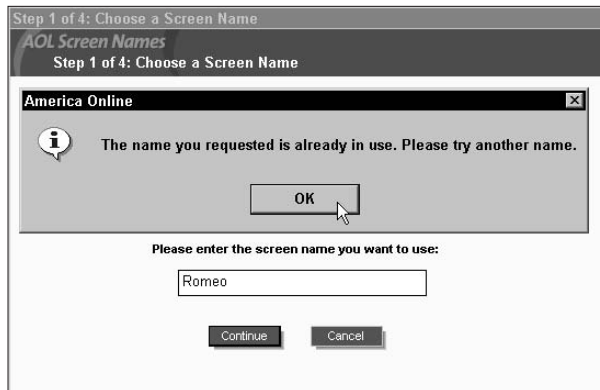 Step 1 of 4: Choose a Screen Name
AOL Screen Names
Step 1 of 4: Choose a Screen Name
America Online
The name you requested is already in use. Please try another name.
OK
Please enter the screen name you want to use:
Romeo
Continue Cancel